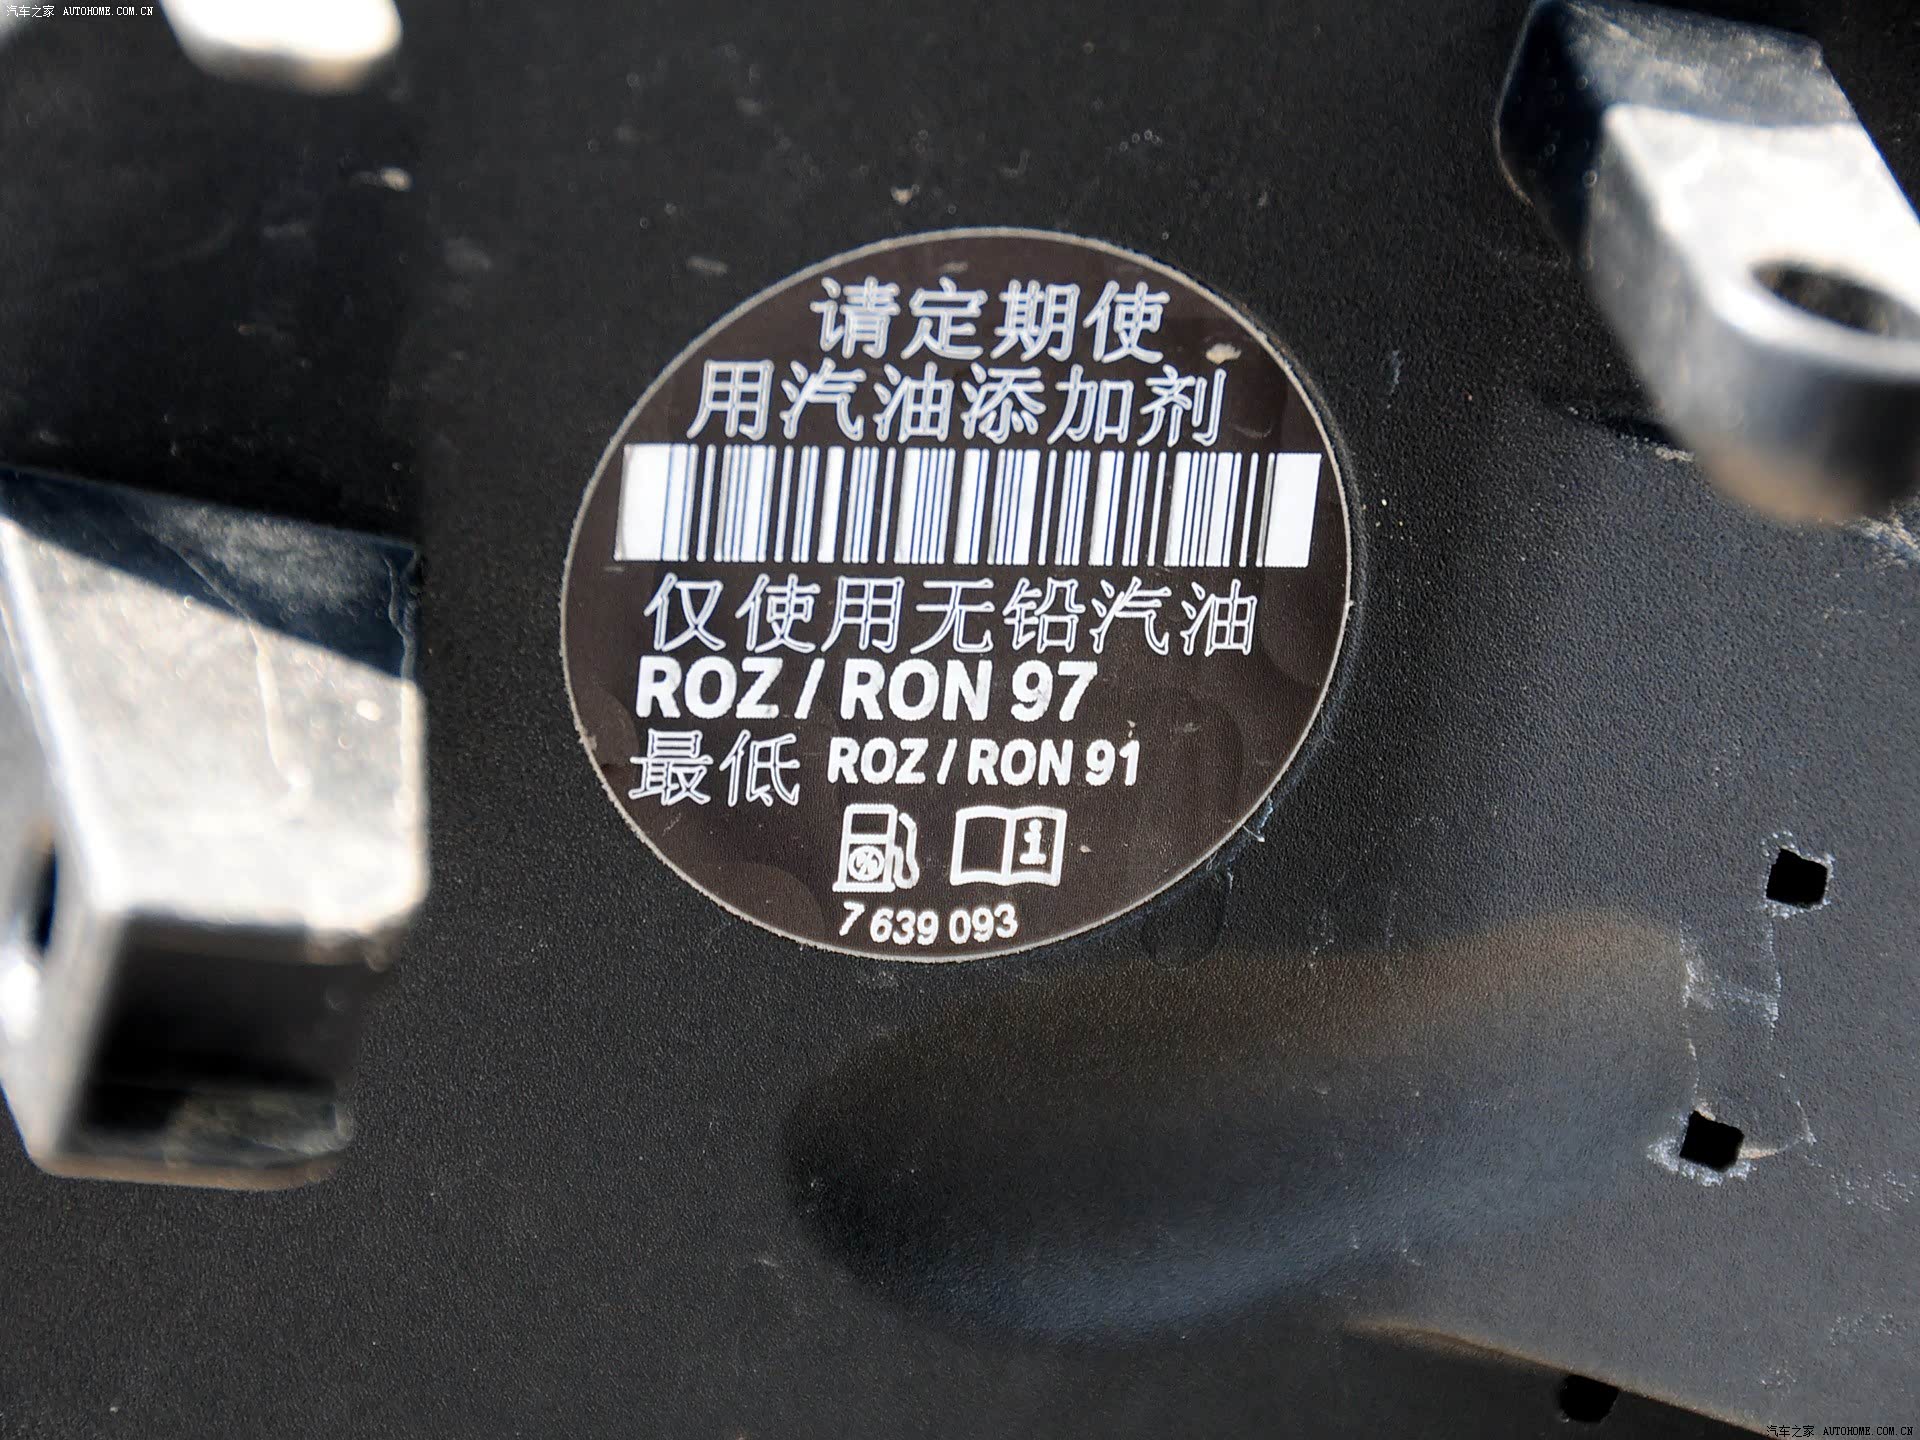 汽车之家 AUTOHOME.COM.CN
请定期使
用汽油添加剂
仅使用无铅汽油
ROZ / RON 97
最低 ROZ / RON 91
7 639 093
汽车之家 AUTOHOME.COM.CN